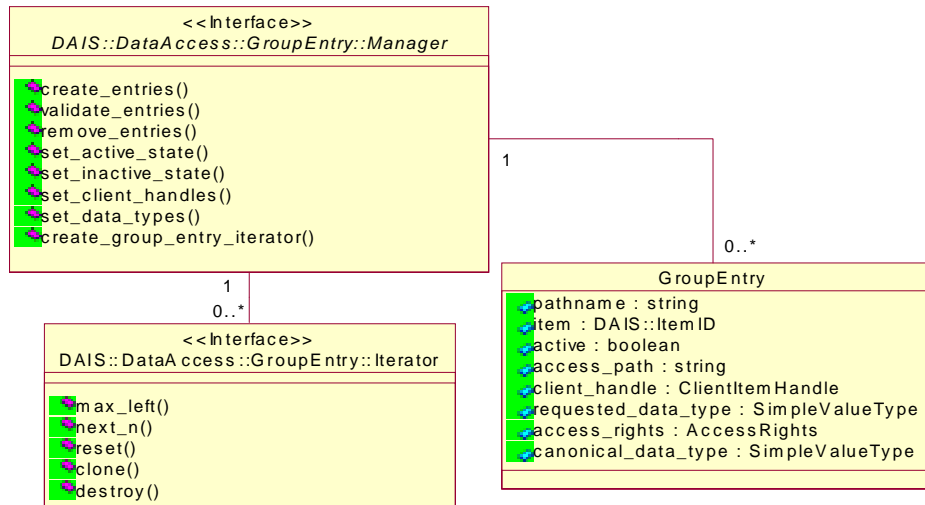 <<Interface>>
DAIS::DataAccess::GroupEntry::Manager
create_entries()
validate_entries()
remove_entries()
set_active_state()
set_inactive_state()
set_client_handles()
set_data_types()
create_group_entry_iterator()
1
0..*
1
0..*
<<Interface>>
DAIS::DataAccess::GroupEntry::Iterator
max_left()
next_n()
reset()
clone()
destroy()
GroupEntry
pathname : string
item : DAIS::ItemID
active : boolean
access_path : string
client_handle : ClientItemHandle
requested_data_type : SimpleValueType
access_rights : AccessRights
canonical_data_type : SimpleValueType